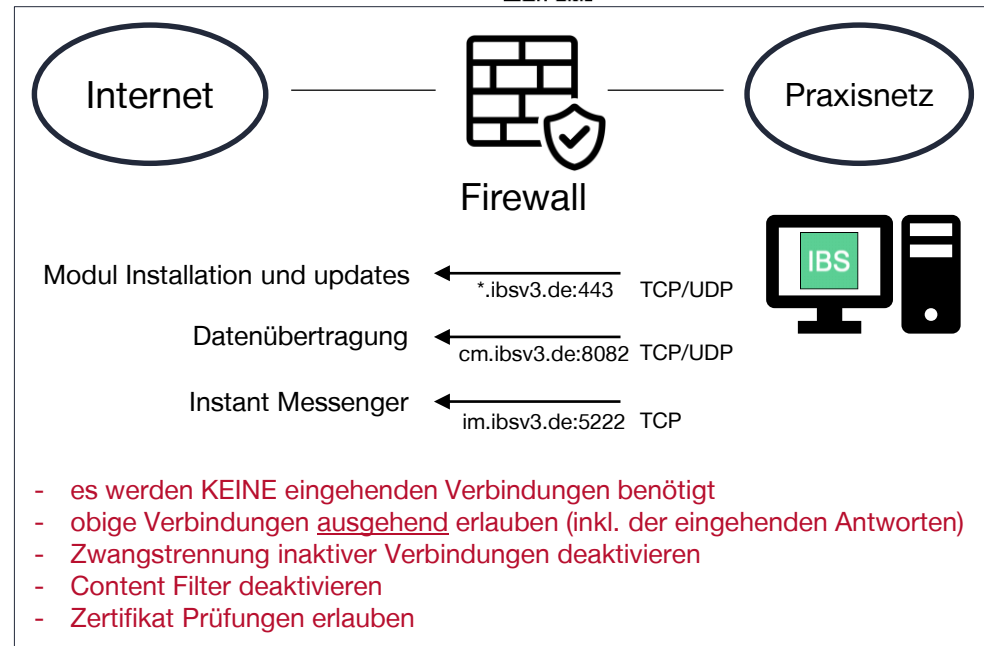 Internet
Firewall
Praxisnetz
IBS
Modul Installation und updates
*.ibsv3.de:443 TCP/UDP
Datenübertragung
cm.ibsv3.de:8082 TCP/UDP
Instant Messenger
im.ibsv3.de:5222 TCP
- es werden KEINE eingehenden Verbindungen benötigt
- obige Verbindungen ausgehend erlauben (inkl. der eingehenden Antworten)
- Zwangstrennung inaktiver Verbindungen deaktivieren
- Content Filter deaktivieren
- Zertifikat Prüfungen erlauben